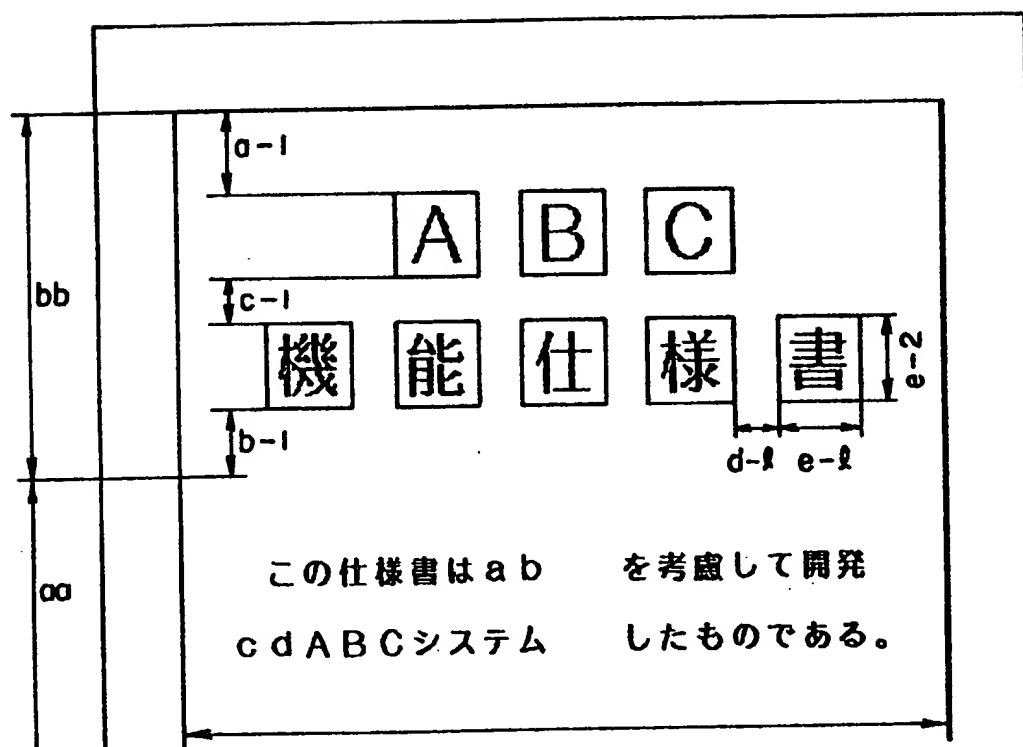 a-1
A B C
bb
c-1
機能仕様書
e-2
b-1
d-ℓ e-ℓ
この仕様書はab を考慮して開発
aa
cdABCシステム したものである。